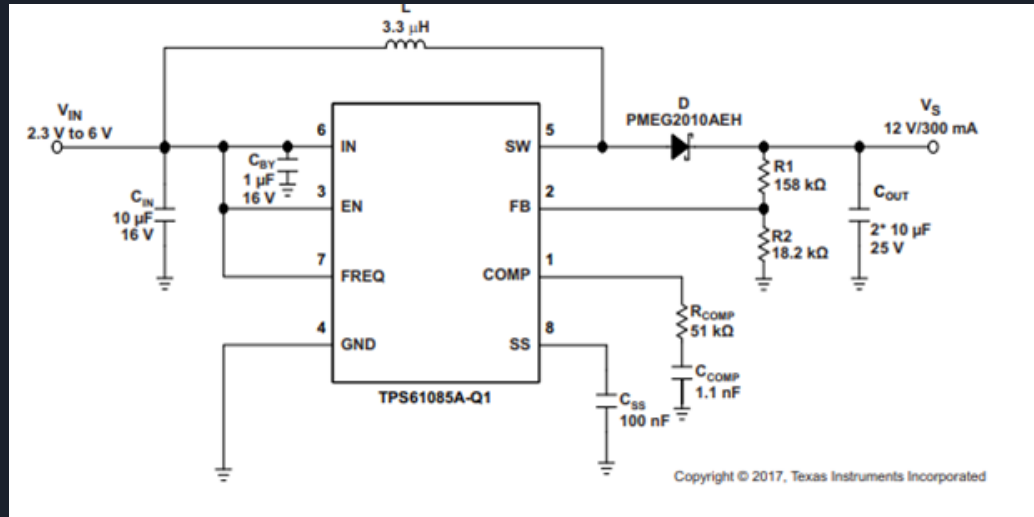 L
3.3 µH
VIN
2.3 V to 6 V
CIN
10 µF
16 V
CBY
1 µF
16 V
6
IN
3
EN
7
FREQ
4
GND
SW
5
FB
2
COMP
1
SS
8
TPS61085A-Q1
D
PMEG2010AEH
VS
12 V/300 mA
R1
158 kΩ
R2
18.2 kΩ
COUT
2* 10 µF
25 V
RCOMP
51 kΩ
CCOMP
1.1 nF
CSS
100 nF
Copyright © 2017, Texas Instruments Incorporated